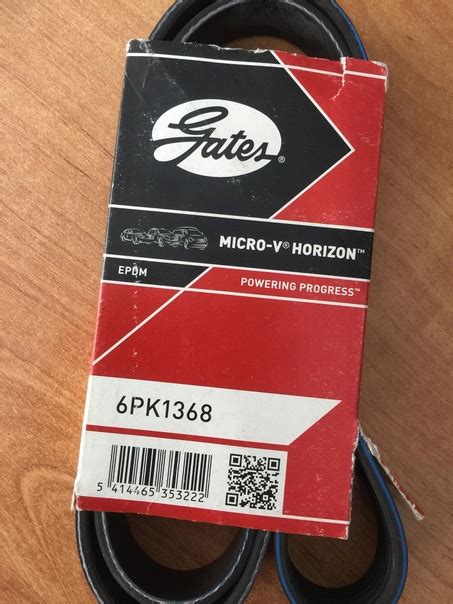 Gates®
MICRO-V® HORIZON™
EPDM
POWERING PROGRESS™
6PK1368
5 414465 353222